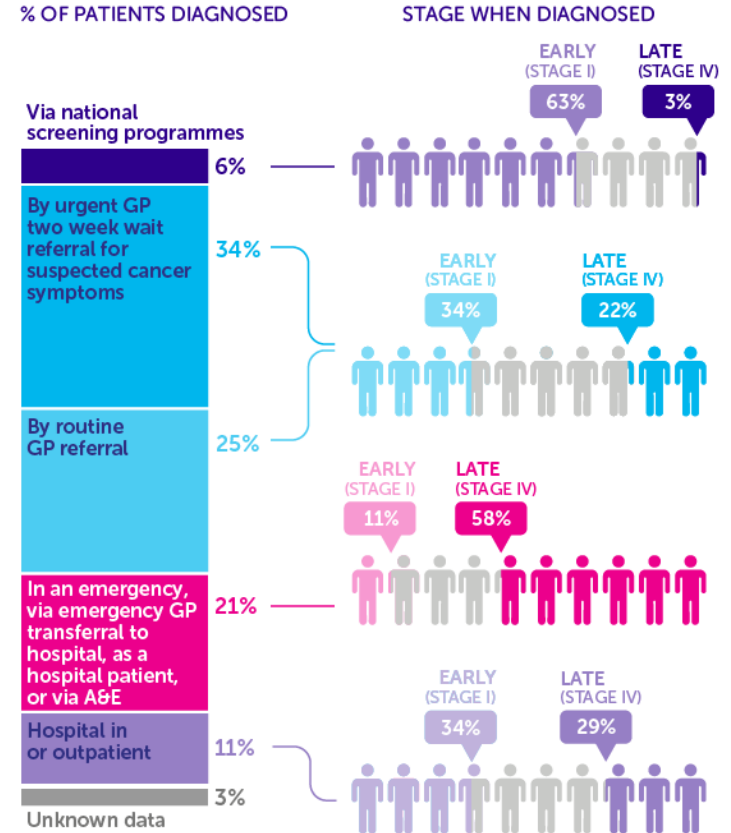 % OF PATIENTS DIAGNOSED
STAGE WHEN DIAGNOSED
Via national
screening programmes
6%
EARLY
(STAGE I)
63%
LATE
(STAGE IV)
3%
By urgent GP
two week wait
referral for
suspected cancer
symptoms
34%
By routine
GP referral
25%
EARLY
(STAGE I)
34%
LATE
(STAGE IV)
22%
In an emergency,
via emergency GP
transferral to
hospital, as a
hospital patient,
or via A&E
21%
EARLY
(STAGE I)
11%
LATE
(STAGE IV)
58%
Hospital in
or outpatient
11%
EARLY
(STAGE I)
34%
LATE
(STAGE IV)
29%
3%
Unknown data